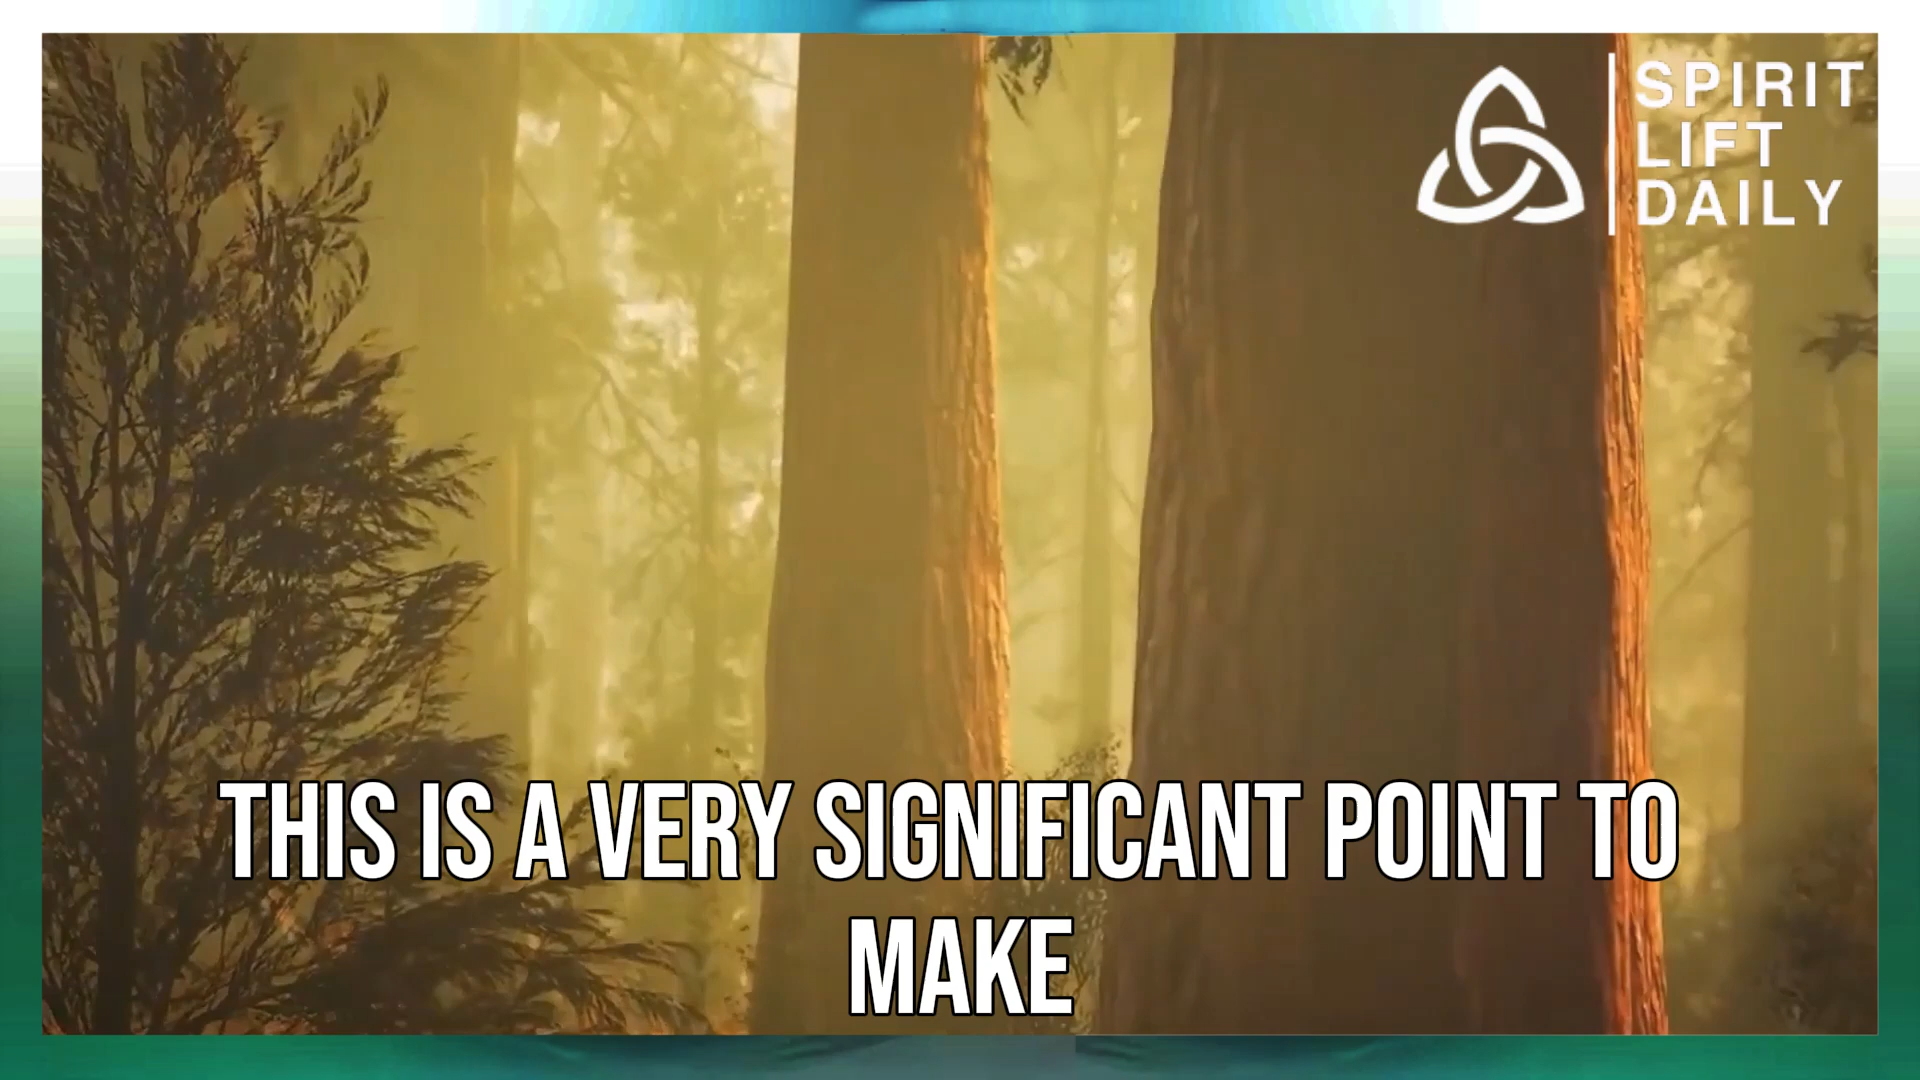 SPIRIT
LIFT
DAILY
THIS IS A VERY SIGNIFICANT POINT TO
MAKE